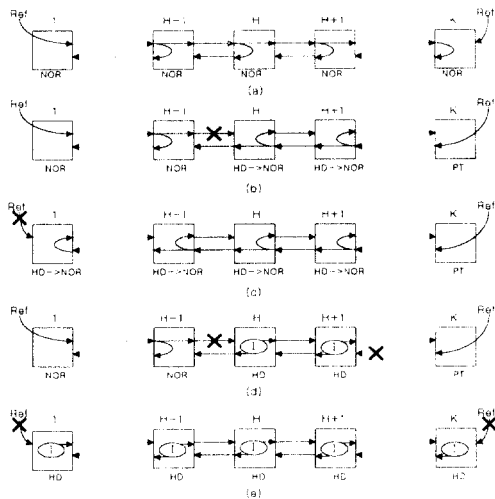 Ref 1 H-1 H H+1 K Ref
NOR NOR NOR NOR NOR
(a)
Ref 1 H-1 H H+1 K Ref
NOR NOR HD->NOR HD->NOR PT
(b)
Ref 1 H-1 H H+1 K Ref
HD->NOR HD->NOR HD->NOR HD->NOR PT
(c)
Ref 1 H-1 H H+1 K Ref
I I
NOR NOR HD HD PT
(d)
Ref 1 H-1 H H+1 K Ref
I I I I I
HD HD HD HD HD
(e)